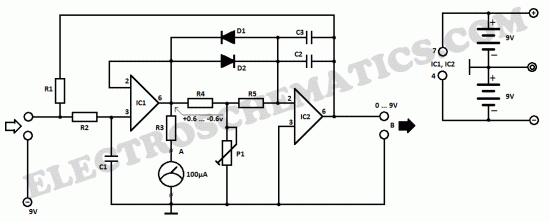 D1
C3
D2
C2
R1
2
3
IC1
6
R4
R5
2
3
IC2
6
R2
C1
R3
+0.6 ... -0.6v
A
100µA
P1
0 ... 9V
B
9V
7
IC1, IC2
4
+
9V
+
9V
ELECTROSCHEMATICS.COM